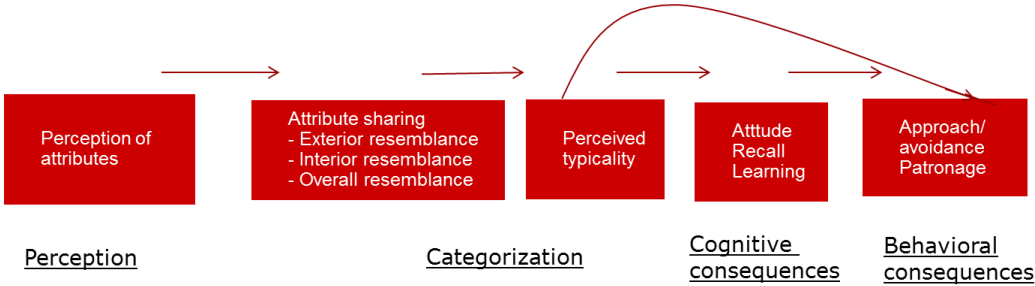 Perception of
attributes
Attribute sharing
- Exterior resemblance
- Interior resemblance
- Overall resemblance
Perceived
typicality
Atttude
Recall
Learning
Approach/
avoidance
Patronage
Perception
Categorization
Cognitive
consequences
Behavioral
consequences